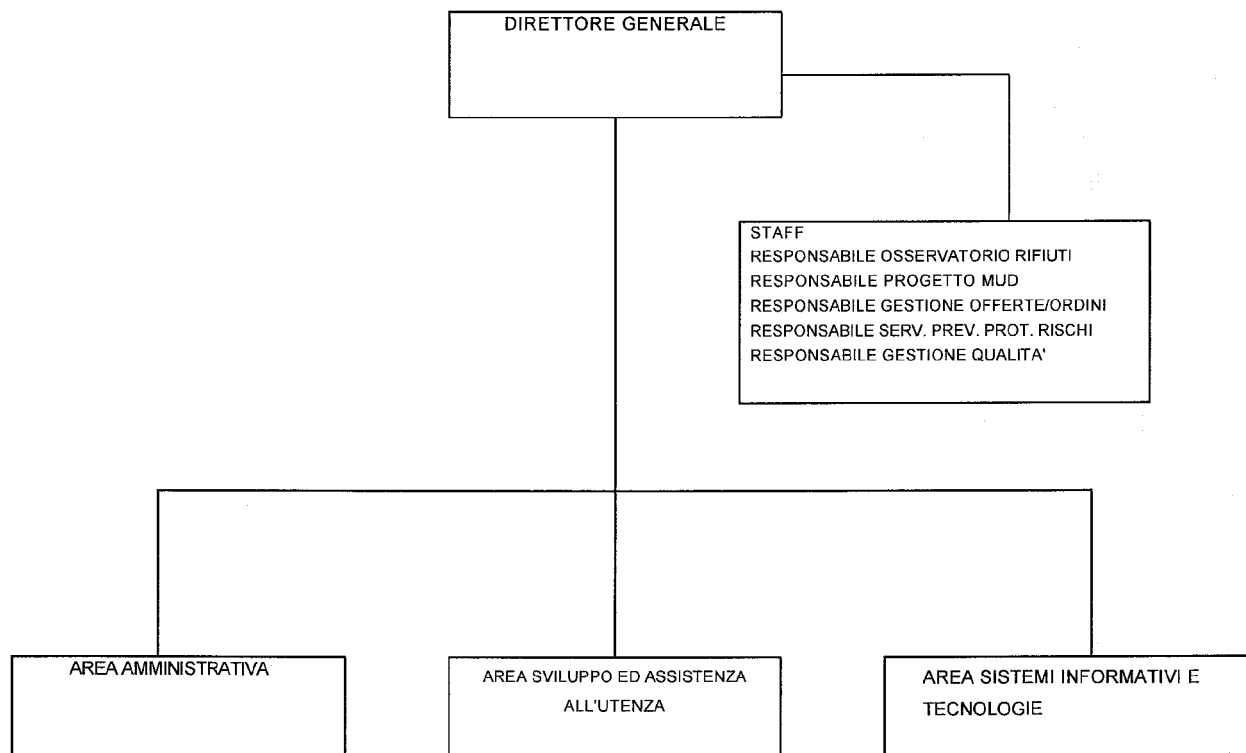 DIRETTORE GENERALE
STAFF
RESPONSABILE OSSERVATORIO RIFIUTI
RESPONSABILE PROGETTO MUD
RESPONSABILE GESTIONE OFFERTE/ORDINI
RESPONSABILE SERV. PREV. PROT. RISCHI
RESPONSABILE GESTIONE QUALITA'
AREA AMMINISTRATIVA
AREA SVILUPPO ED ASSISTENZA
ALL'UTENZA
AREA SISTEMI INFORMATIVI E
TECNOLOGIE